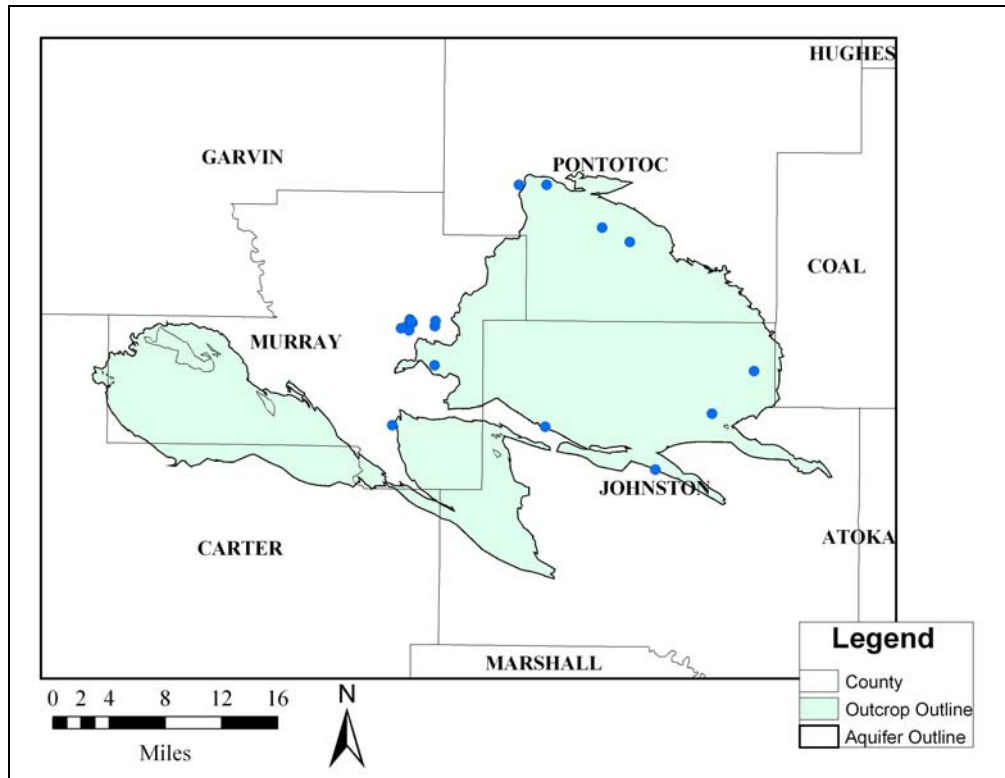 HUGHES
GARVIN
PONTOTOC
COAL
MURRAY
JOHNSTON
CARTER
ATOKA
MARSHALL
Legend
County
Outcrop Outline
Aquifer Outline
0 2 4 8 12 16
Miles
N